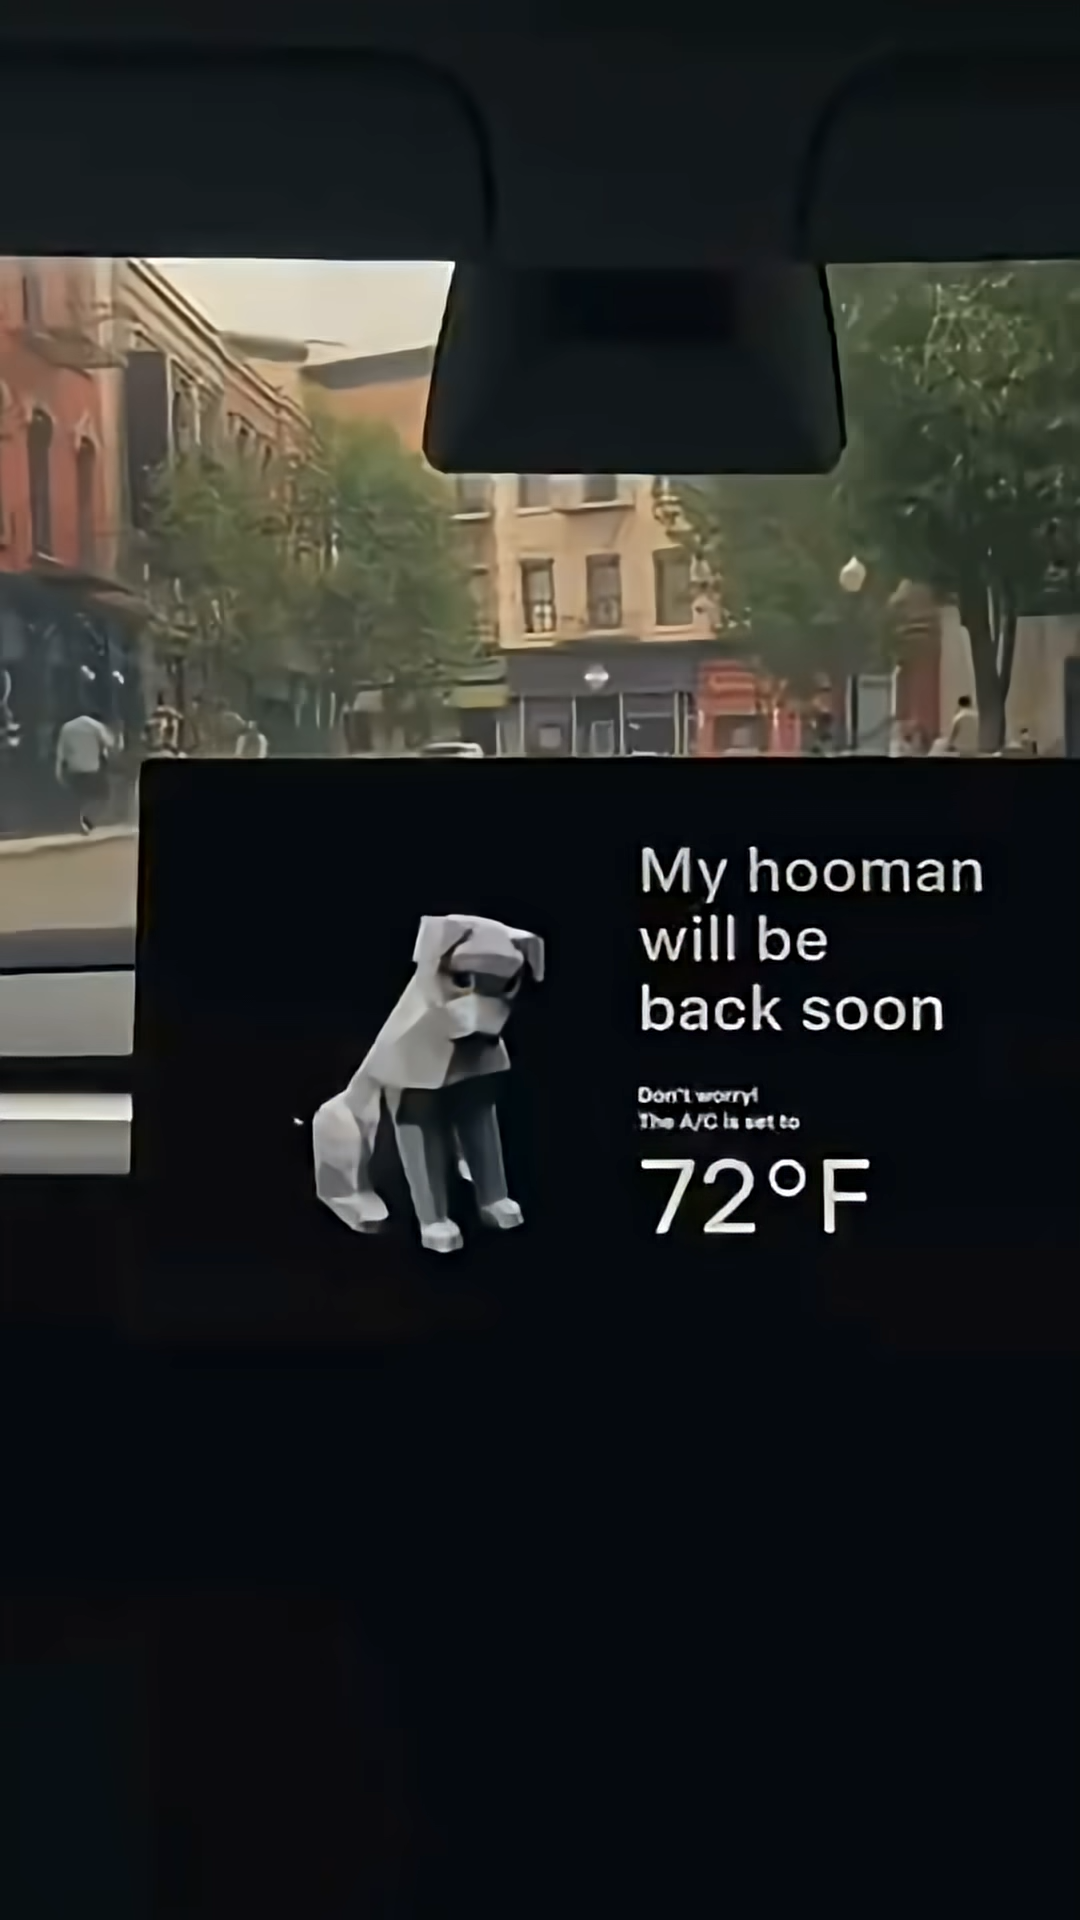 My hooman
will be
back soon
Don't worry!
The A/C is set to
72°F